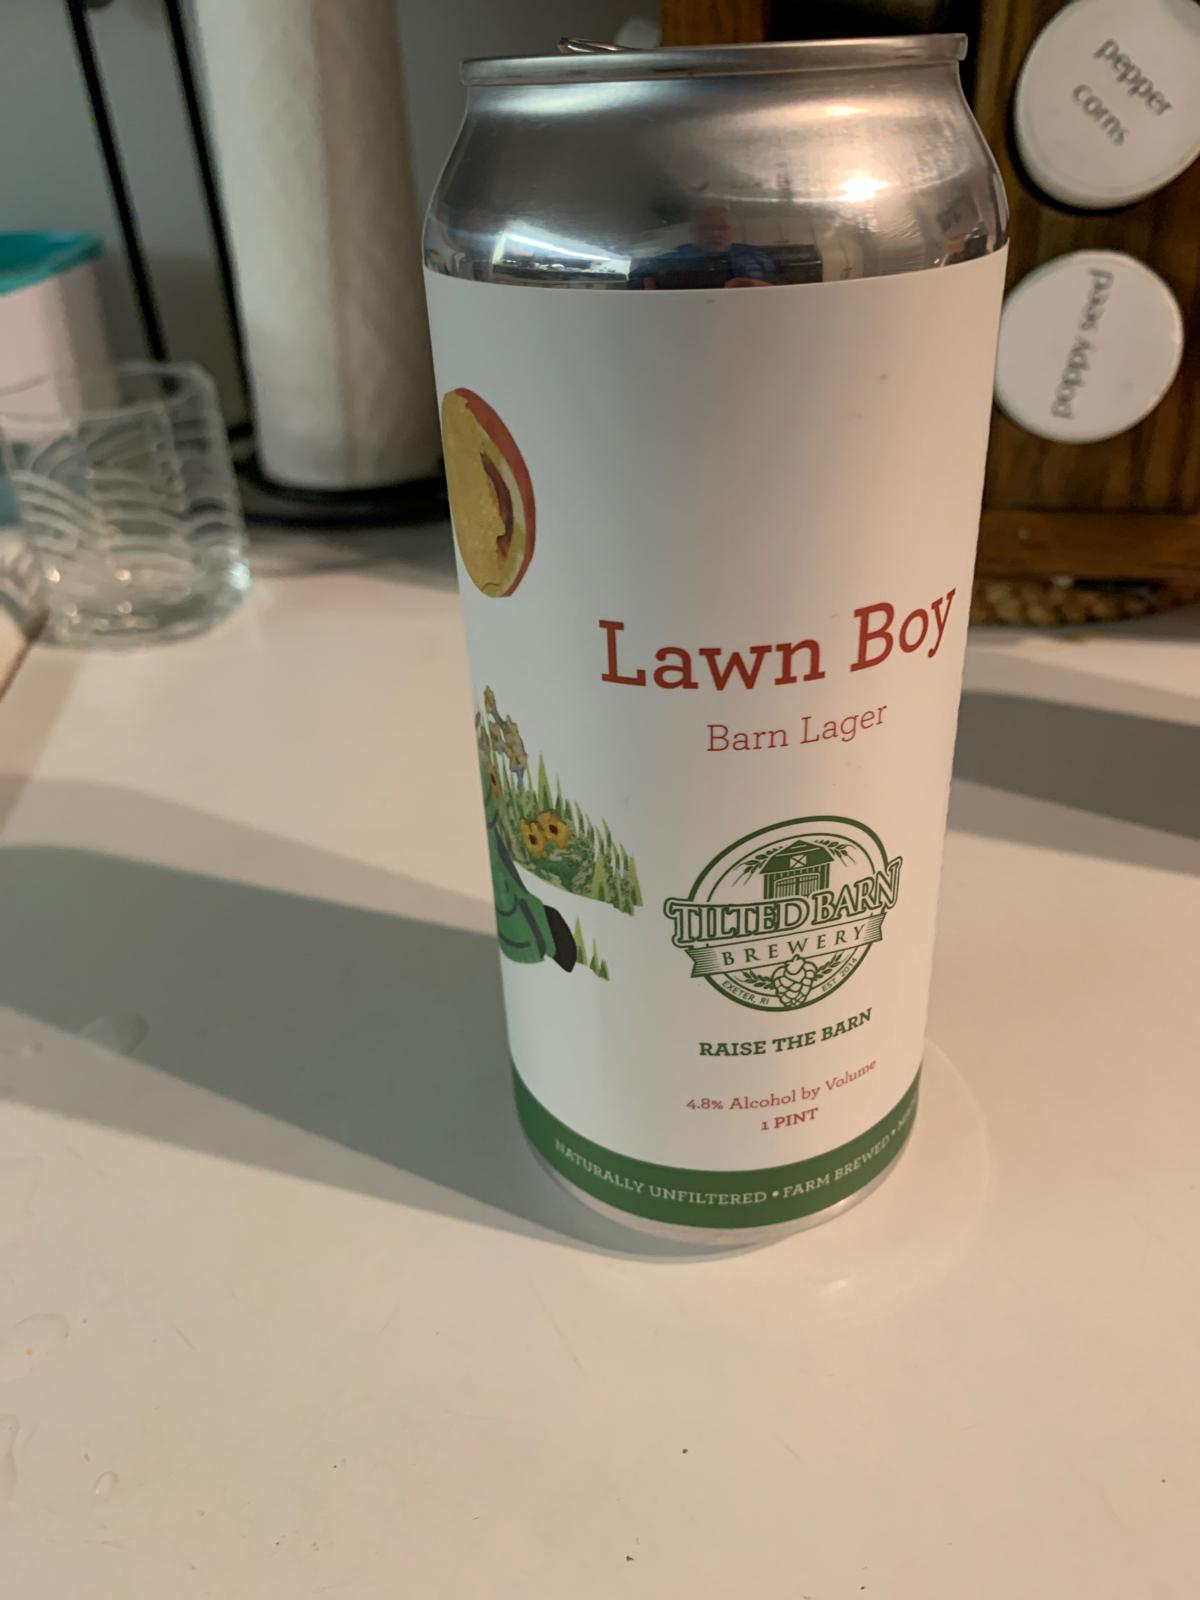 pepper
corns
poppy seed
Lawn Boy
Barn Lager
TILTED BARN
BREWERY
EXETER, RI
EST. 2014
RAISE THE BARN
4.8% Alcohol by Volume
1 PINT
NATURALLY UNFILTERED • FARM BREWED •